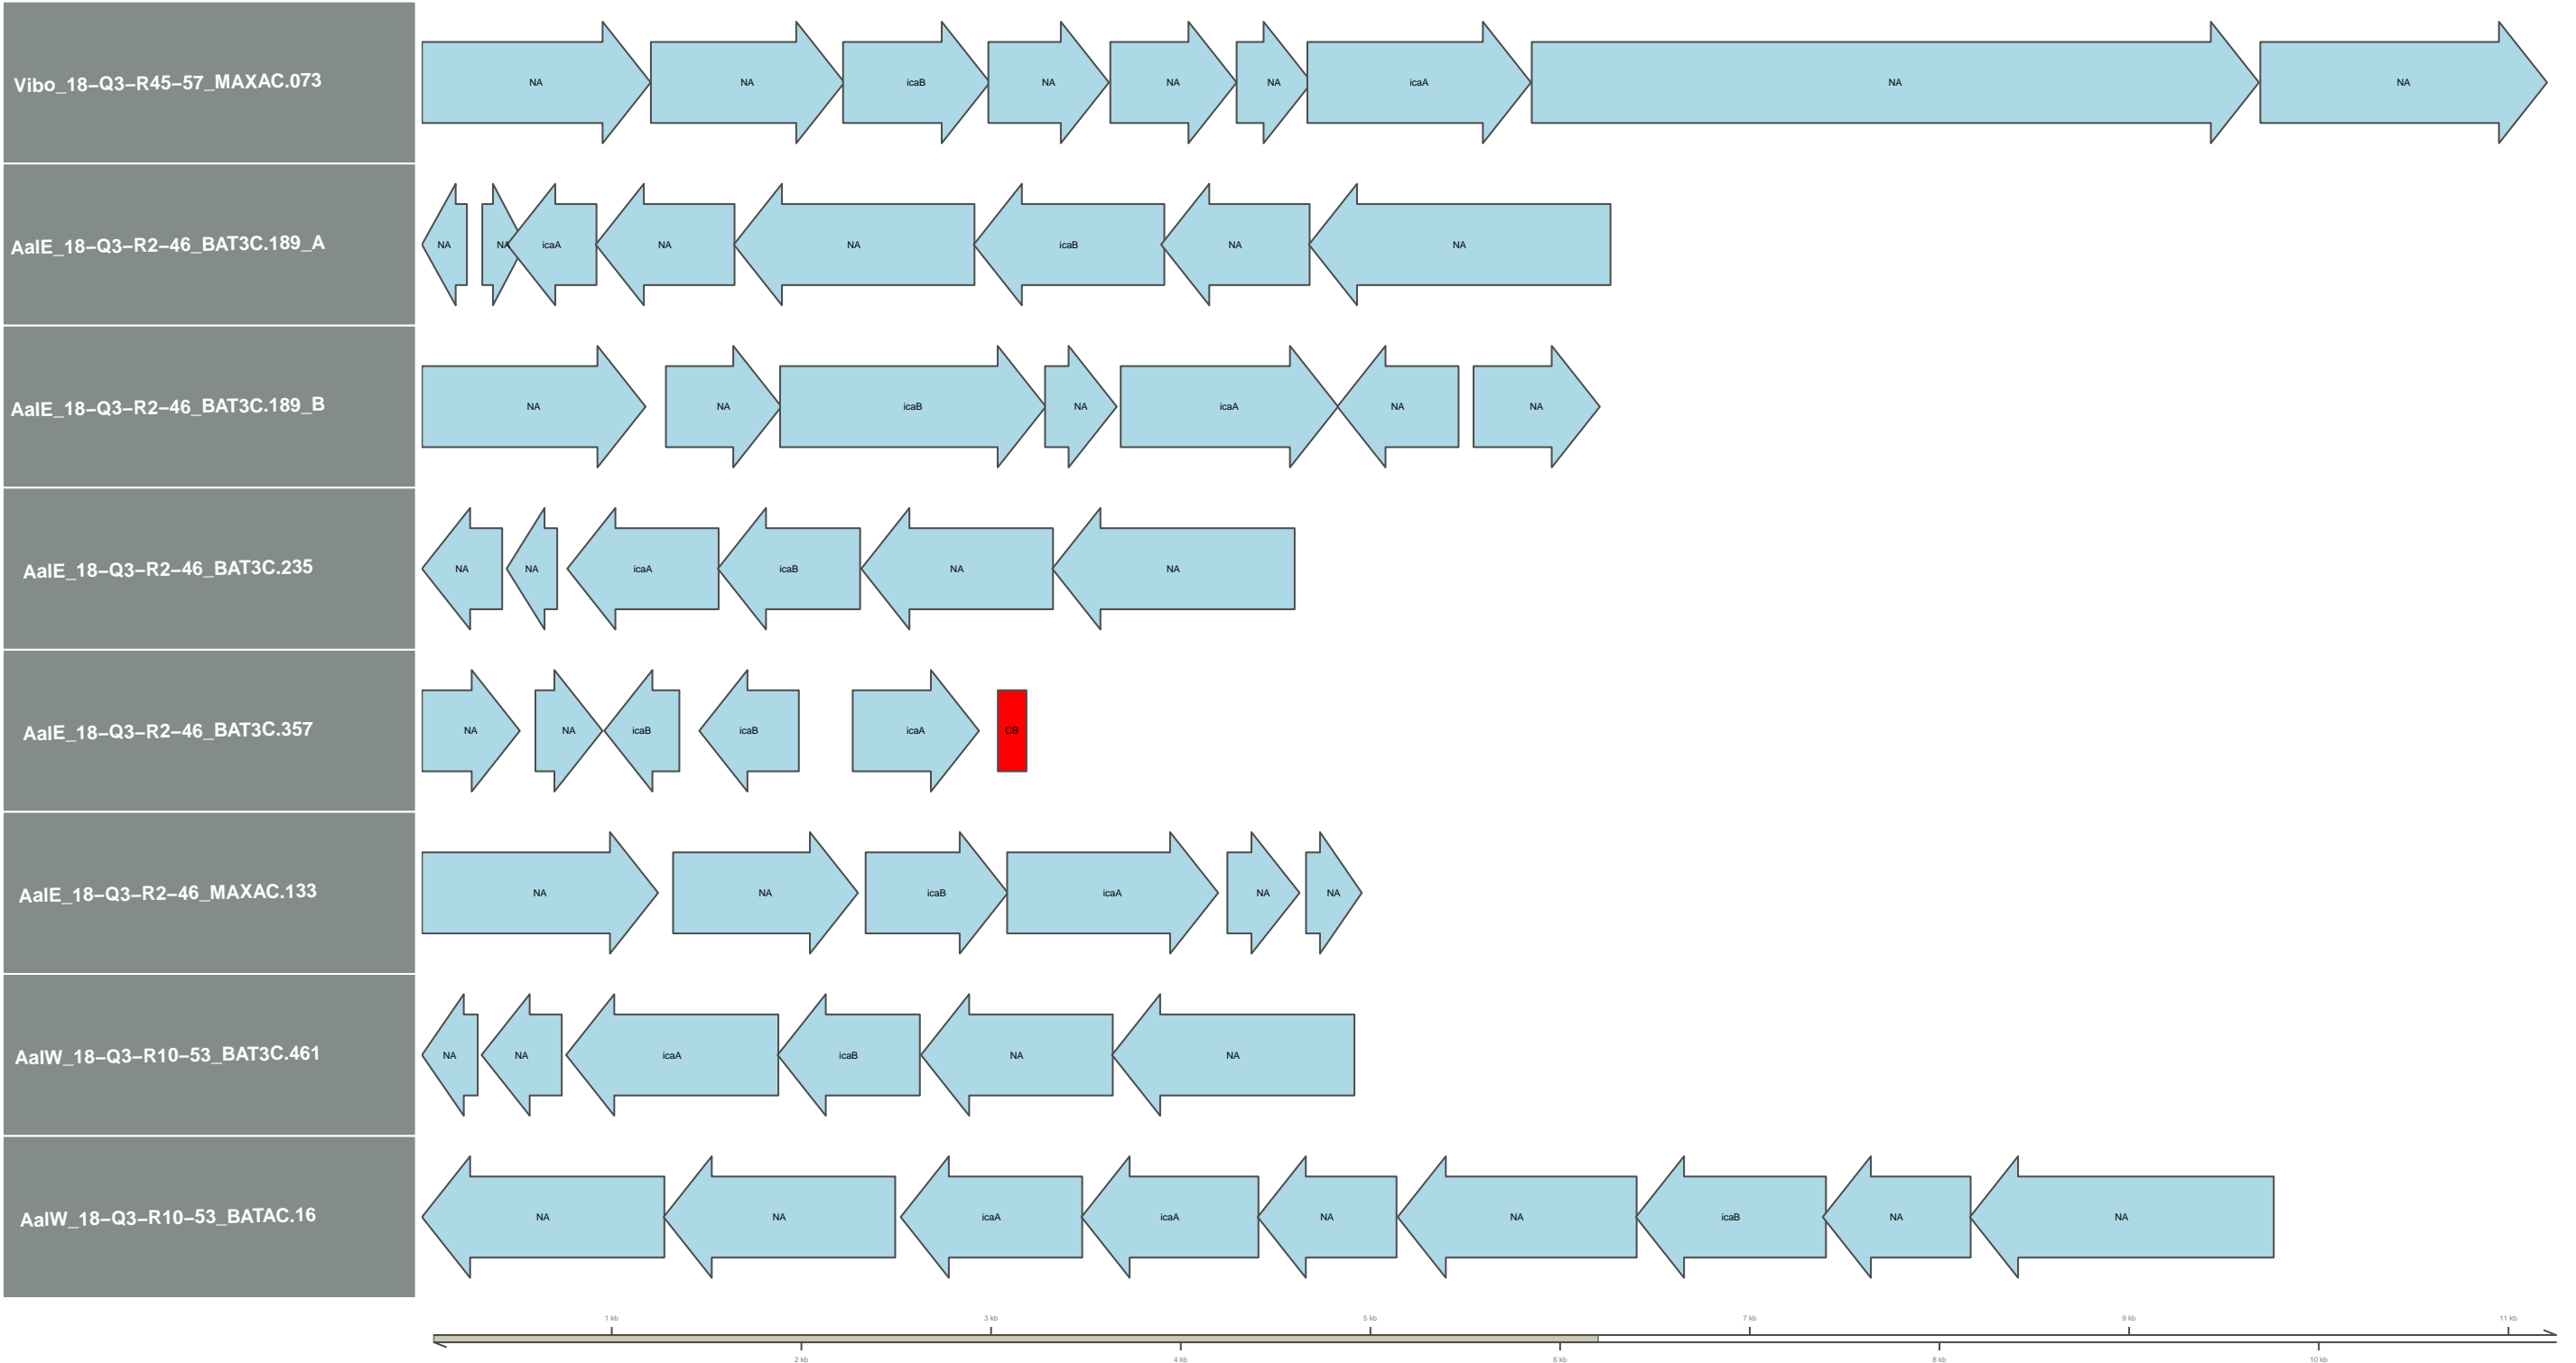 Vibo_18−Q3−R45−57_MAXAC.073
NA NA icaB NA NA NA icaA NA NA
AalE_18−Q3−R2−46_BAT3C.189_A
NA NA icaA NA NA icaB NA NA
AalE_18−Q3−R2−46_BAT3C.189_B
NA NA icaB NA icaA NA NA
AalE_18−Q3−R2−46_BAT3C.235
NA NA icaA icaB NA NA
AalE_18−Q3−R2−46_BAT3C.357
NA NA icaB icaB icaA CB
AalE_18−Q3−R2−46_MAXAC.133
NA NA icaB icaA NA NA
AalW_18−Q3−R10−53_BAT3C.461
NA NA icaA icaB NA NA
AalW_18−Q3−R10−53_BATAC.16
NA NA icaA icaA NA NA icaB NA NA
1 kb 3 kb 5 kb 7 kb 9 kb 11 kb
2 kb 4 kb 6 kb 8 kb 10 kb